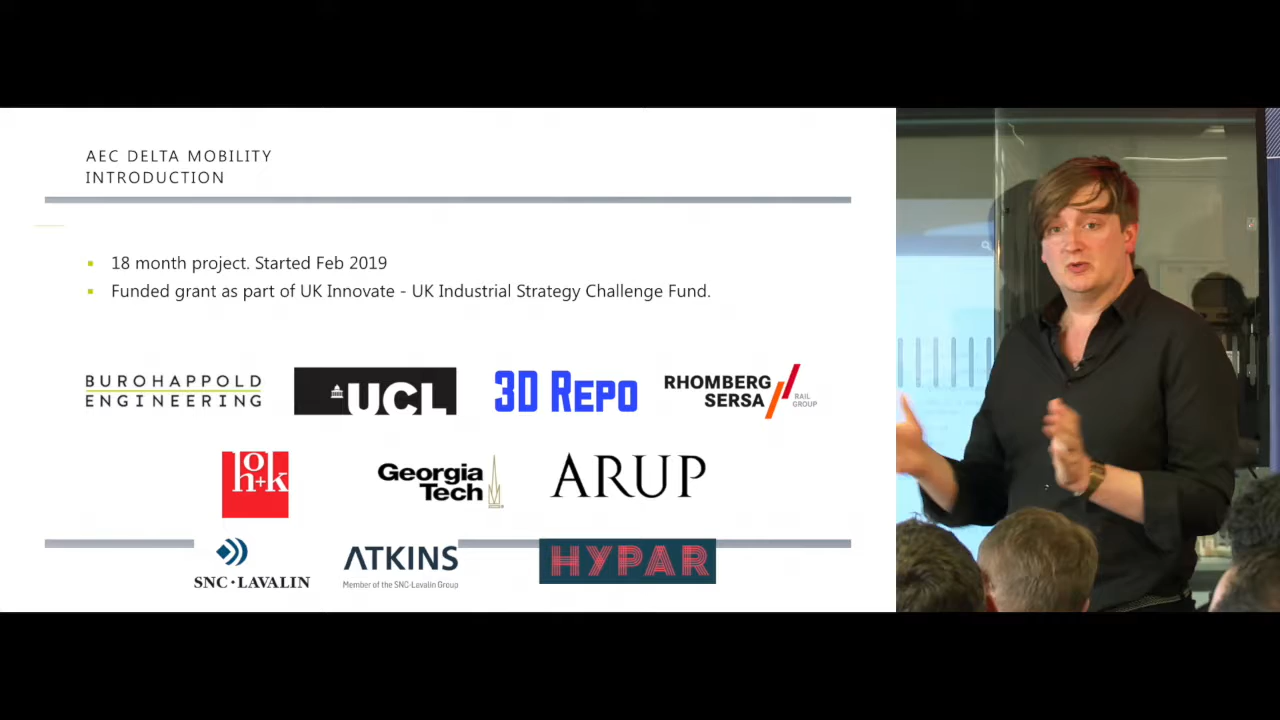 AEC DELTA MOBILITY
INTRODUCTION
18 month project. Started Feb 2019
Funded grant as part of UK Innovate - UK Industrial Strategy Challenge Fund.
BUROHAPPOLD
ENGINEERING
UCL
3D REPO
RHOMBERG
SERSA
RAIL
GROUP
hok
Georgia
Tech
ARUP
SNC·LAVALIN
ATKINS
Member of the SNC-Lavalin Group
HYPAR